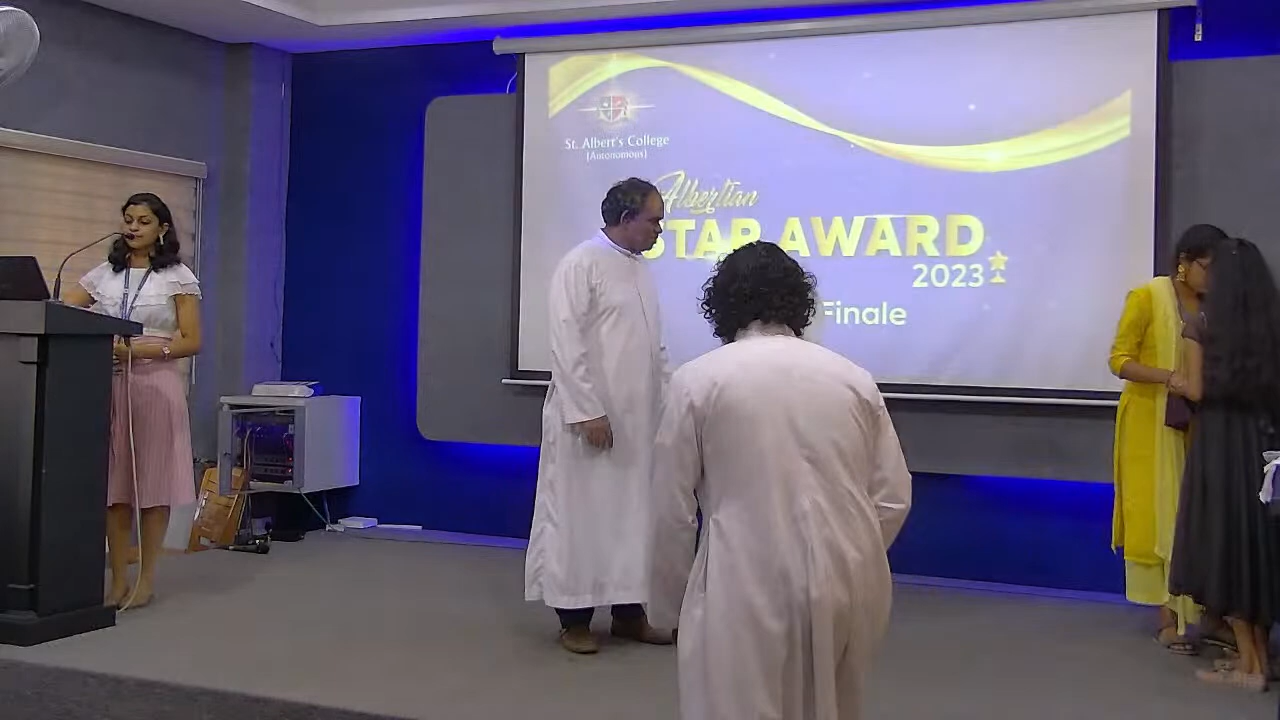 St. Albert's College
(Autonomous)
Albertian
STAR AWARD
2023
Finale